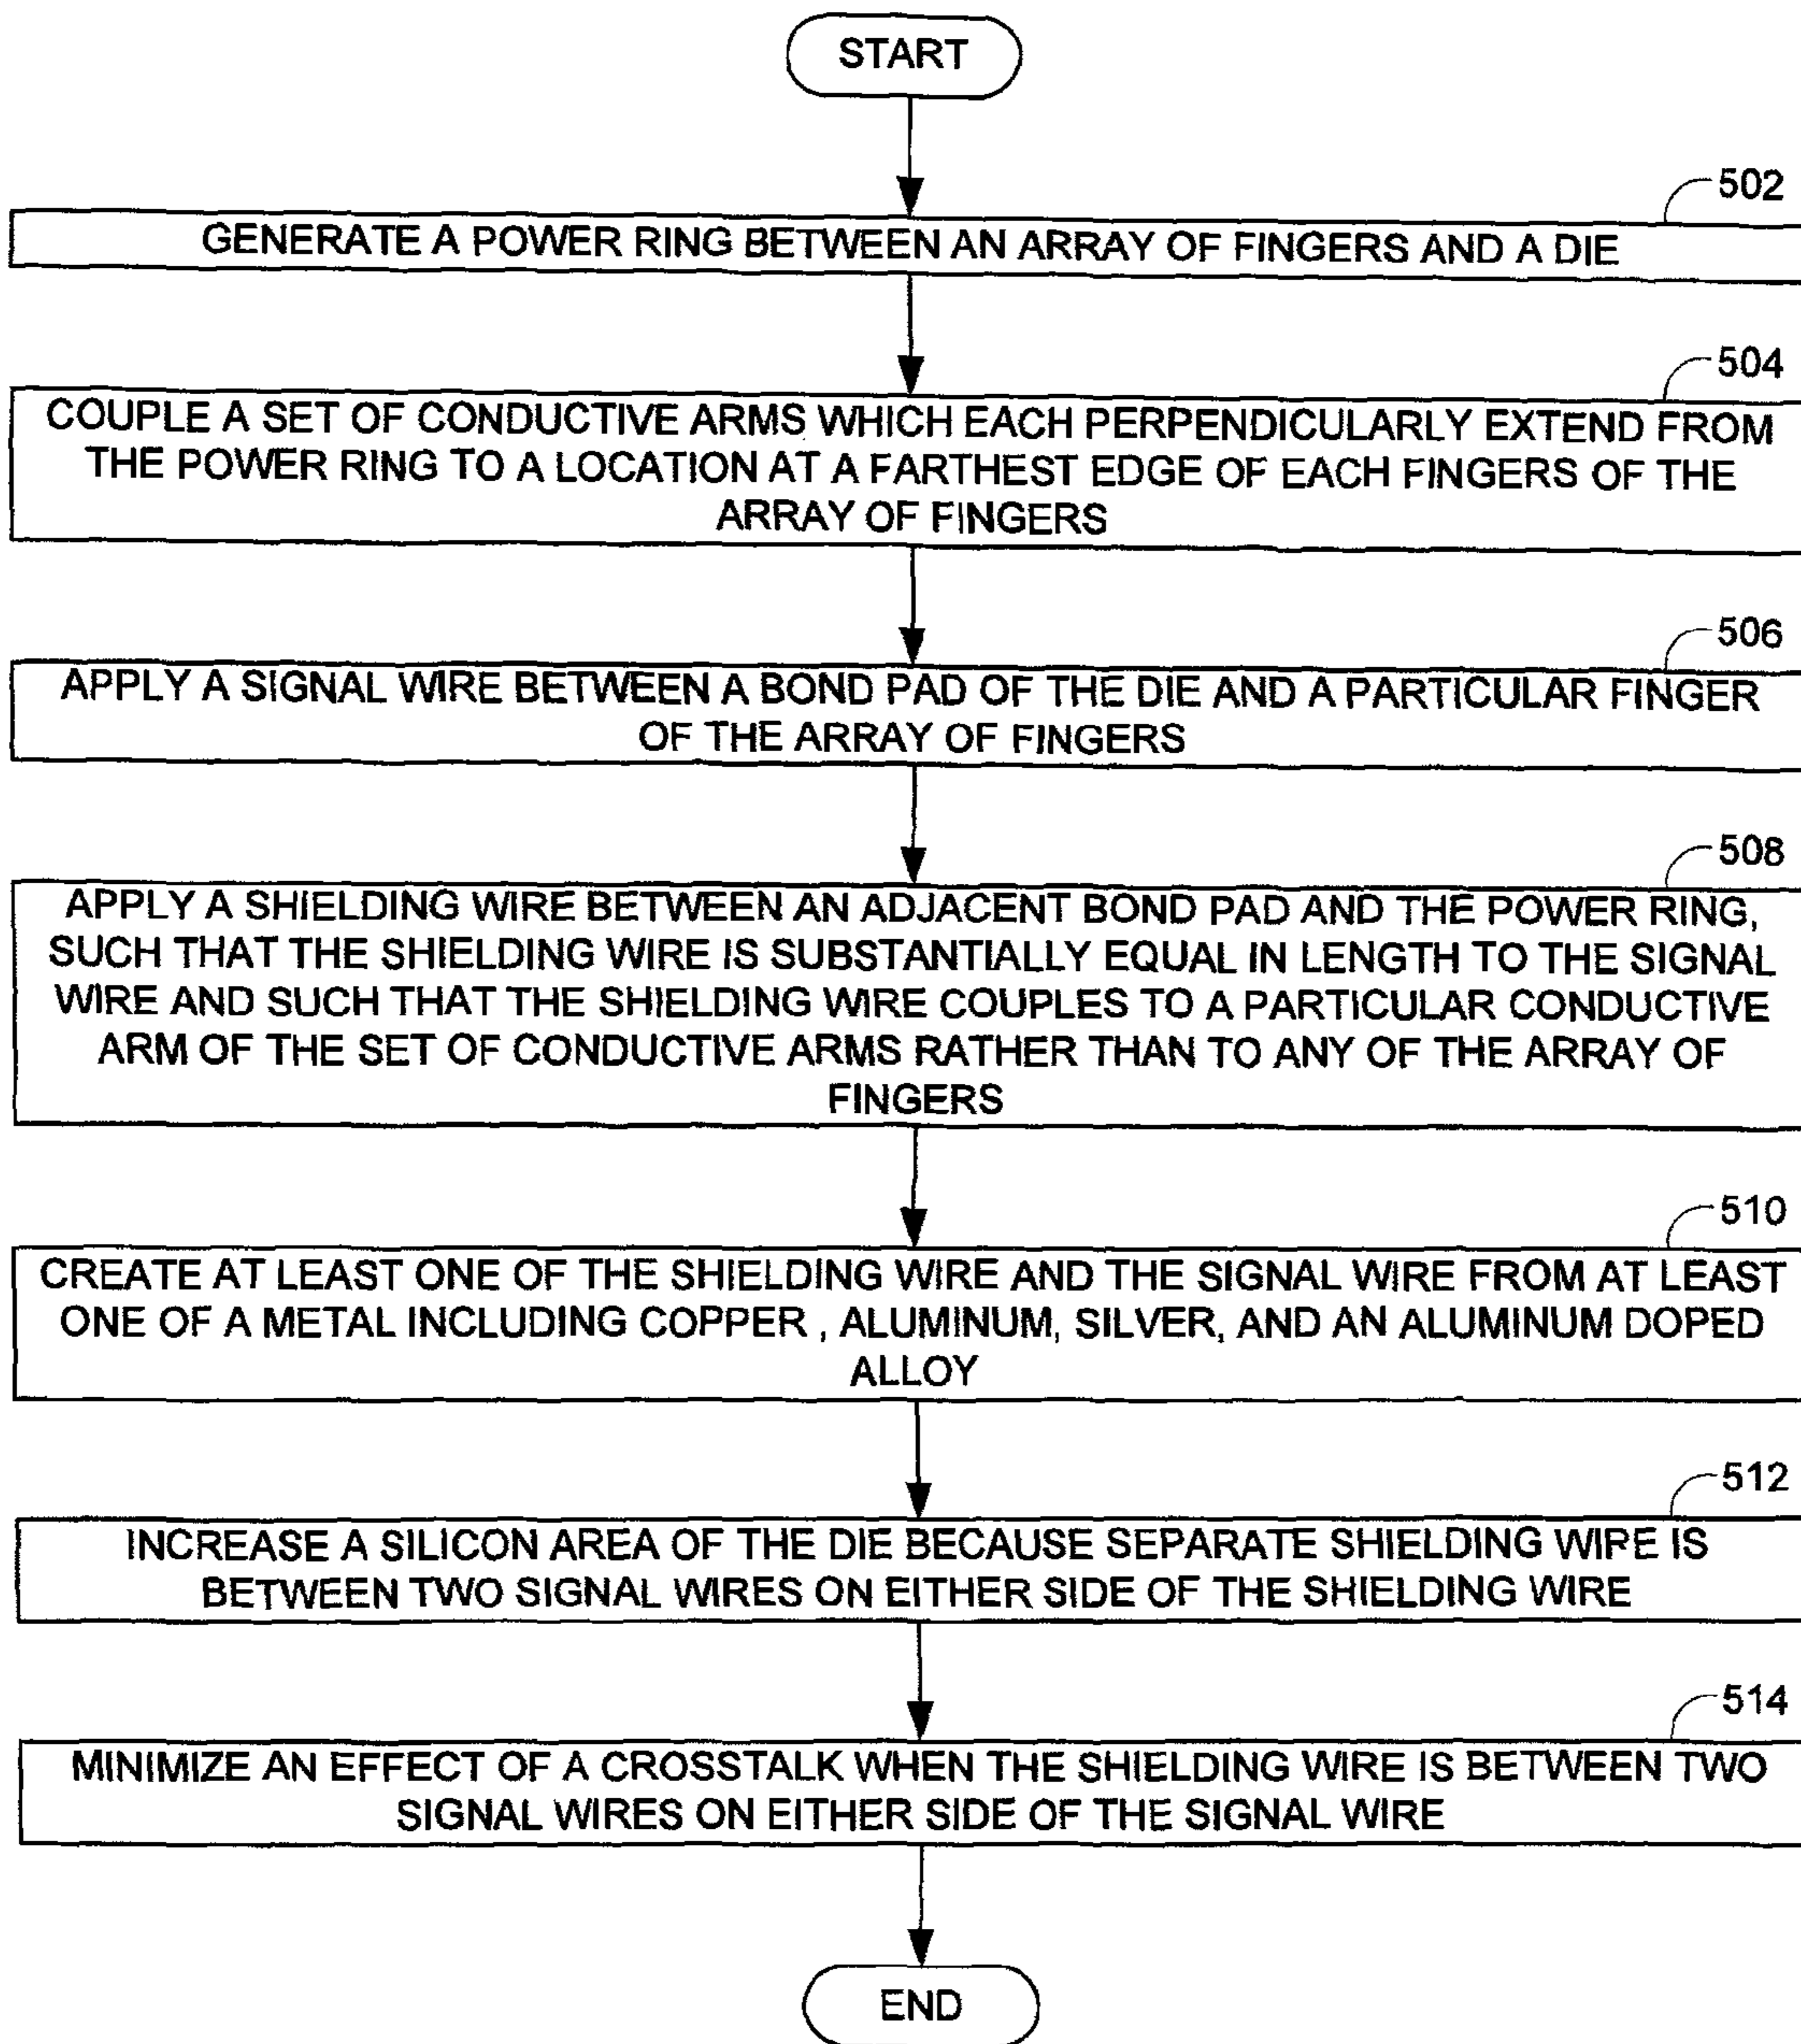 START
502
GENERATE A POWER RING BETWEEN AN ARRAY OF FINGERS AND A DIE
504
COUPLE A SET OF CONDUCTIVE ARMS WHICH EACH PERPENDICULARLY EXTEND FROM
THE POWER RING TO A LOCATION AT A FARTHEST EDGE OF EACH FINGERS OF THE
ARRAY OF FINGERS
506
APPLY A SIGNAL WIRE BETWEEN A BOND PAD OF THE DIE AND A PARTICULAR FINGER
OF THE ARRAY OF FINGERS
508
APPLY A SHIELDING WIRE BETWEEN AN ADJACENT BOND PAD AND THE POWER RING,
SUCH THAT THE SHIELDING WIRE IS SUBSTANTIALLY EQUAL IN LENGTH TO THE SIGNAL
WIRE AND SUCH THAT THE SHIELDING WIRE COUPLES TO A PARTICULAR CONDUCTIVE
ARM OF THE SET OF CONDUCTIVE ARMS RATHER THAN TO ANY OF THE ARRAY OF
FINGERS
510
CREATE AT LEAST ONE OF THE SHIELDING WIRE AND THE SIGNAL WIRE FROM AT LEAST
ONE OF A METAL INCLUDING COPPER , ALUMINUM, SILVER, AND AN ALUMINUM DOPED
ALLOY
512
INCREASE A SILICON AREA OF THE DIE BECAUSE SEPARATE SHIELDING WIRE IS
BETWEEN TWO SIGNAL WIRES ON EITHER SIDE OF THE SHIELDING WIRE
514
MINIMIZE AN EFFECT OF A CROSSTALK WHEN THE SHIELDING WIRE IS BETWEEN TWO
SIGNAL WIRES ON EITHER SIDE OF THE SIGNAL WIRE
END